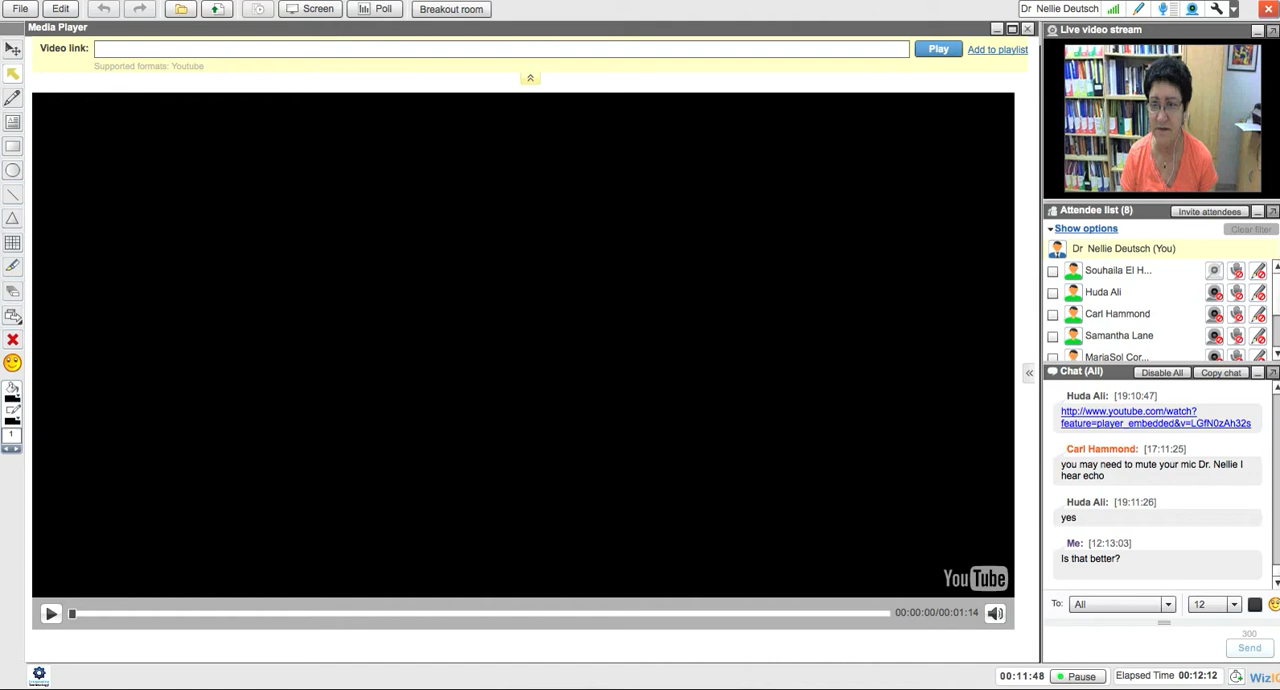 File Edit Screen Poll Breakout room Dr Nellie Deutsch
Media Player
Video link: Play Add to playlist
Supported formats: Youtube
YouTube
00:00:00/00:01:14
Live video stream
Attendee list (8) Invite attendees
Show options Clear filter
Dr Nellie Deutsch (You)
Souhaila El H...
Huda Ali
Carl Hammond
Samantha Lane
MariaSol Cor...
Chat (All) Disable All Copy chat
Huda Ali: [19:10:47]
http://www.youtube.com/watch?
feature=player_embedded&v=LGfN0zAh32s
Carl Hammond: [17:11:25]
you may need to mute your mic Dr. Nellie I
hear echo
Huda Ali: [19:11:26]
yes
Me: [12:13:03]
Is that better?
To: All 12
300
Send
1
00:11:48 Pause Elapsed Time 00:12:12 WizI